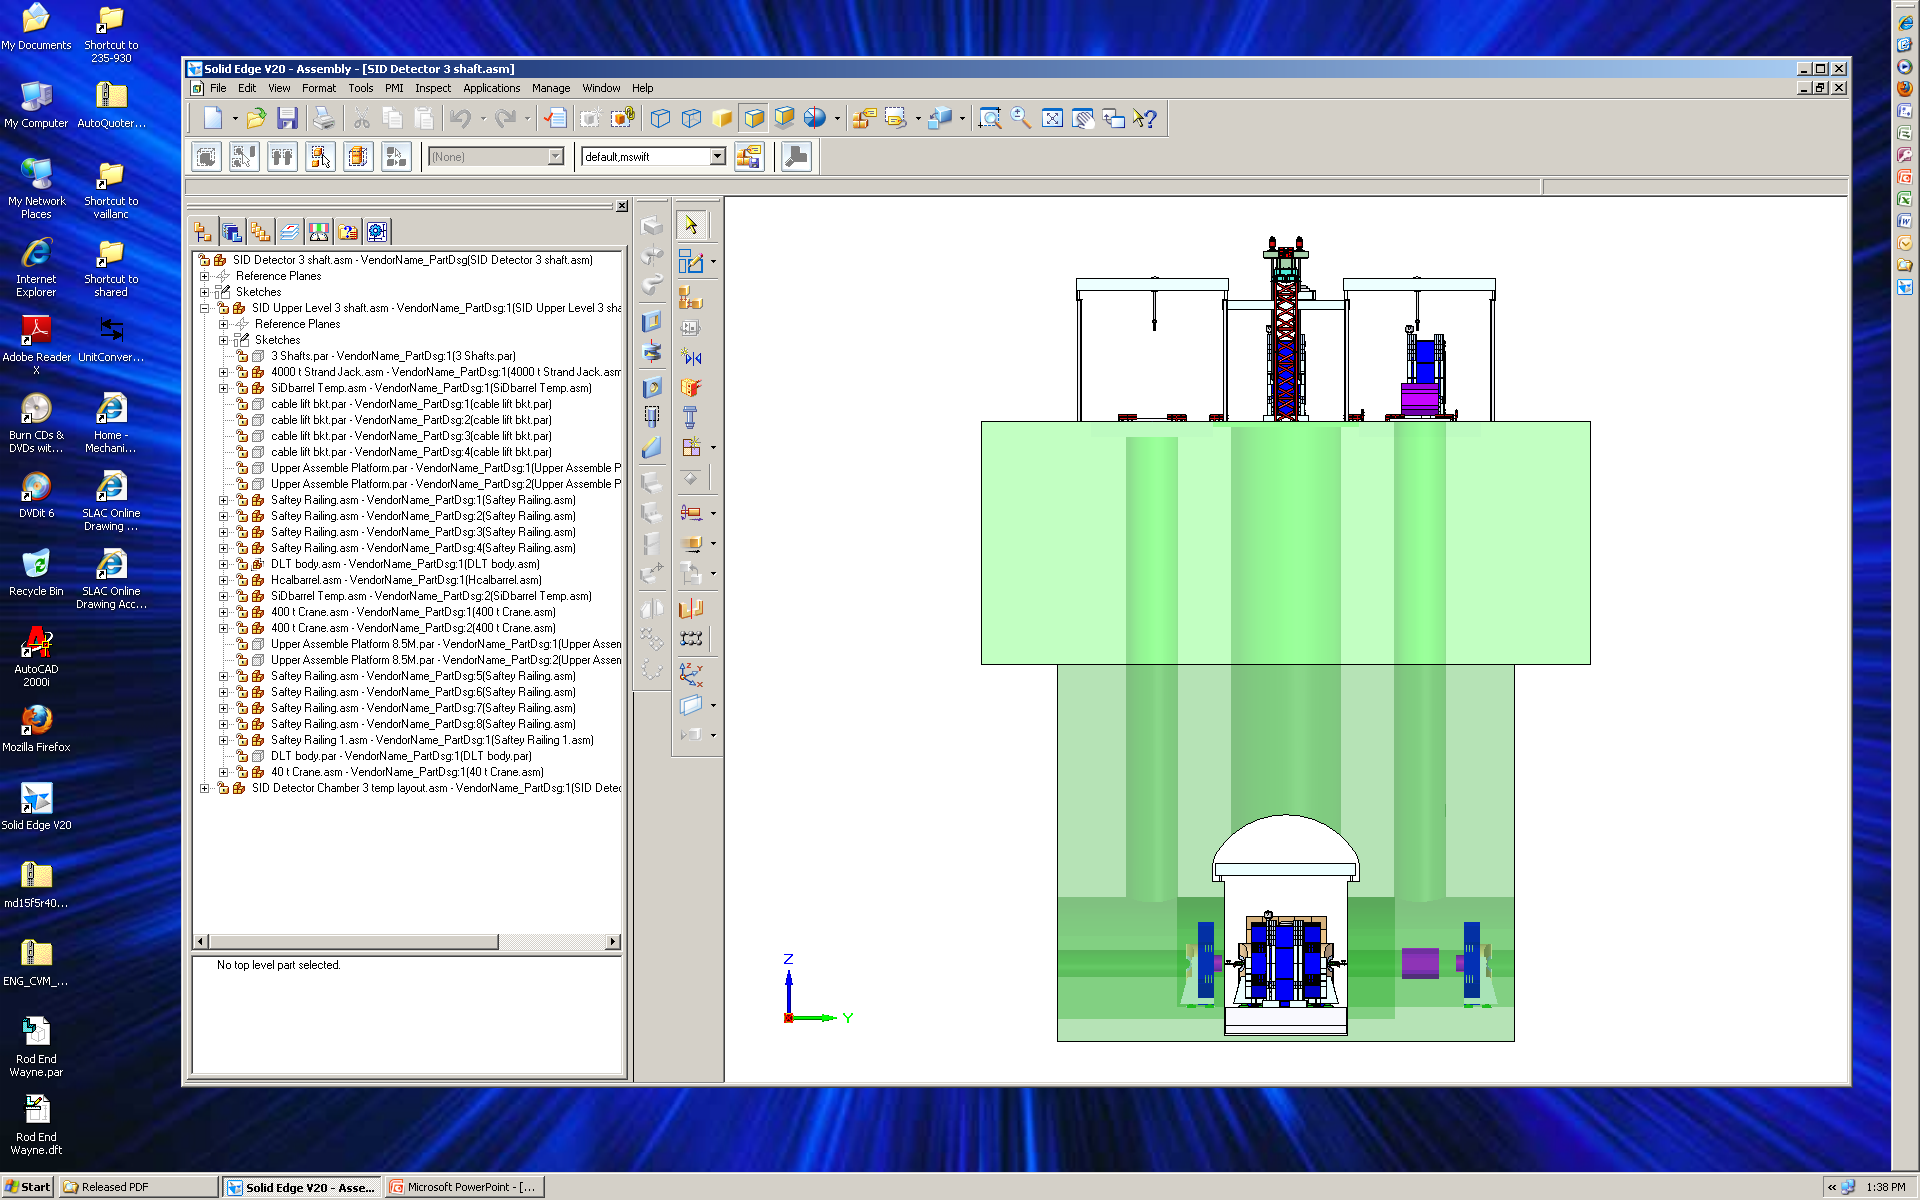 My Documents
Shortcut to
235-930
My Computer
AutoQuoter...
My Network
Places
Shortcut to
vaillanc
Internet
Explorer
Shortcut to
shared
Adobe Reader
X
UnitConver...
Burn CDs &
DVDs wit...
Home -
Mechani...
DVDit 6
SLAC Online
Drawing ...
Recycle Bin
SLAC Online
Drawing Acc...
AutoCAD
2000i
Mozilla Firefox
Solid Edge V20
md15f5r40...
ENG_CVM_...
Rod End
Wayne.par
Rod End
Wayne.dft
Solid Edge V20 - Assembly - [SID Detector 3 shaft.asm]
File Edit View Format Tools PMI Inspect Applications Manage Window Help
(None)
default,mswift
SID Detector 3 shaft.asm - VendorName_PartDsg(SID Detector 3 shaft.asm)
Reference Planes
Sketches
SID Upper Level 3 shaft.asm - VendorName_PartDsg:1(SID Upper Level 3 sha
Reference Planes
Sketches
3 Shafts.par - VendorName_PartDsg:1(3 Shafts.par)
4000 t Strand Jack.asm - VendorName_PartDsg:1(4000 t Strand Jack.asm
SiDbarrel Temp.asm - VendorName_PartDsg:1(SiDbarrel Temp.asm)
cable lift bkt.par - VendorName_PartDsg:1(cable lift bkt.par)
cable lift bkt.par - VendorName_PartDsg:2(cable lift bkt.par)
cable lift bkt.par - VendorName_PartDsg:3(cable lift bkt.par)
cable lift bkt.par - VendorName_PartDsg:4(cable lift bkt.par)
Upper Assemble Platform.par - VendorName_PartDsg:1(Upper Assemble P
Upper Assemble Platform.par - VendorName_PartDsg:2(Upper Assemble P
Saftey Railing.asm - VendorName_PartDsg:1(Saftey Railing.asm)
Saftey Railing.asm - VendorName_PartDsg:2(Saftey Railing.asm)
Saftey Railing.asm - VendorName_PartDsg:3(Saftey Railing.asm)
Saftey Railing.asm - VendorName_PartDsg:4(Saftey Railing.asm)
DLT body.asm - VendorName_PartDsg:1(DLT body.asm)
Hcalbarrel.asm - VendorName_PartDsg:1(Hcalbarrel.asm)
SiDbarrel Temp.asm - VendorName_PartDsg:2(SiDbarrel Temp.asm)
400 t Crane.asm - VendorName_PartDsg:1(400 t Crane.asm)
400 t Crane.asm - VendorName_PartDsg:2(400 t Crane.asm)
Upper Assemble Platform 8.5M.par - VendorName_PartDsg:1(Upper Assen
Upper Assemble Platform 8.5M.par - VendorName_PartDsg:2(Upper Assen
Saftey Railing.asm - VendorName_PartDsg:5(Saftey Railing.asm)
Saftey Railing.asm - VendorName_PartDsg:6(Saftey Railing.asm)
Saftey Railing.asm - VendorName_PartDsg:7(Saftey Railing.asm)
Saftey Railing.asm - VendorName_PartDsg:8(Saftey Railing.asm)
Saftey Railing 1.asm - VendorName_PartDsg:1(Saftey Railing 1.asm)
DLT body.par - VendorName_PartDsg:1(DLT body.par)
40 t Crane.asm - VendorName_PartDsg:1(40 t Crane.asm)
SID Detector Chamber 3 temp layout.asm - VendorName_PartDsg:1(SID Detec
No top level part selected.
Z
Y
Start
Released PDF
Solid Edge V20 - Asse...
Microsoft PowerPoint - [...
1:38 PM